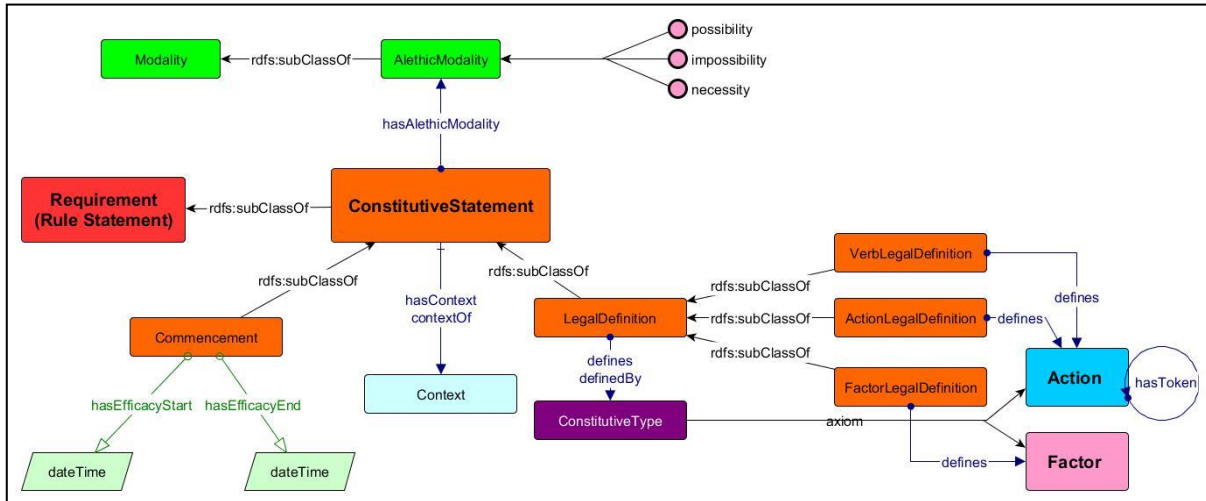 possibility
Modality
rdfs:subClassOf
AlethicModality
impossibility
necessity
hasAlethicModality
Requirement
(Rule Statement)
rdfs:subClassOf
ConstitutiveStatement
rdfs:subClassOf
rdfs:subClassOf
VerbLegalDefinition
rdfs:subClassOf
hasContext
contextOf
defines
LegalDefinition
rdfs:subClassOf
ActionLegalDefinition
defines
Commencement
rdfs:subClassOf
defines
definedBy
Action
hasToken
FactorLegalDefinition
Context
hasEfficacyStart
hasEfficacyEnd
ConstitutiveType
axiom
dateTime
dateTime
defines
Factor